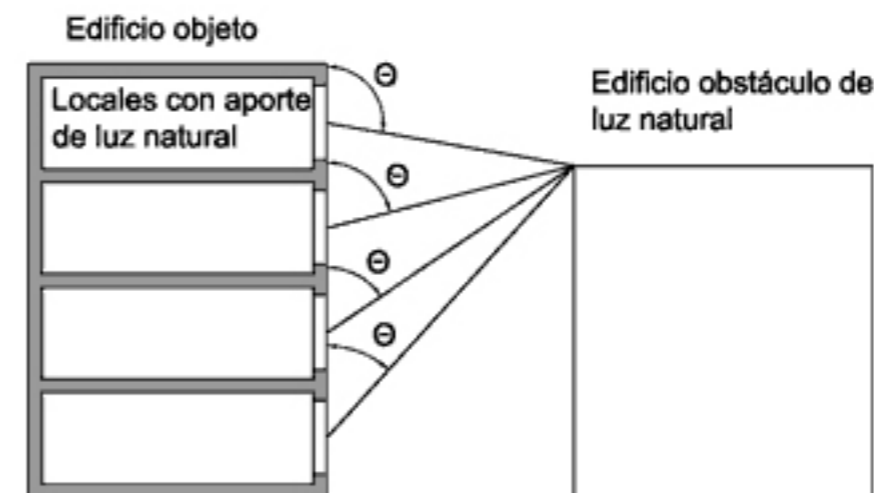 Edificio objeto
Locales con aporte
de luz natural
Edificio obstáculo de
luz natural
Θ
Θ
Θ
Θ